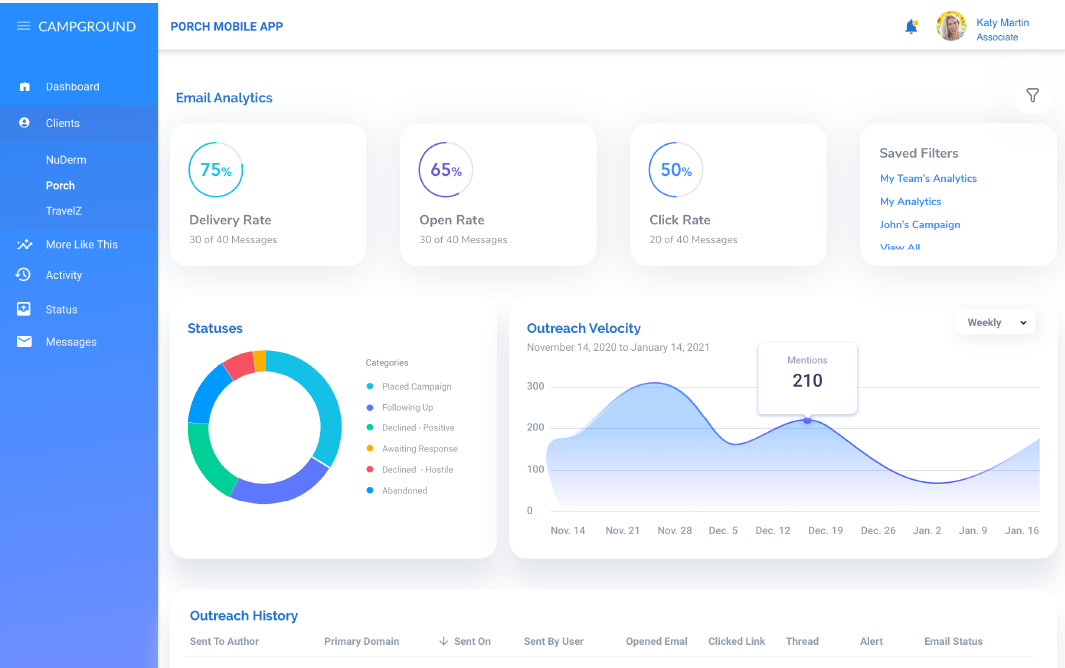 CAMPGROUND
PORCH MOBILE APP
Katy Martin
Associate
Dashboard
Clients
NuDerm
Porch
TravelZ
More Like This
Activity
Status
Messages
Email Analytics
75%
Delivery Rate
30 of 40 Messages
65%
Open Rate
30 of 40 Messages
50%
Click Rate
20 of 40 Messages
Saved Filters
My Team's Analytics
My Analytics
John's Campaign
View All
Statuses
Categories
Placed Campaign
Following Up
Declined - Positive
Awaiting Response
Declined - Hostile
Abandoned
Outreach Velocity
November 14, 2020 to January 14, 2021
Weekly
Mentions
210
300
200
100
0
Nov. 14 Nov. 21 Nov. 28 Dec. 5 Dec. 12 Dec. 19 Dec. 26 Jan. 2 Jan. 9 Jan. 16
Outreach History
Sent To Author Primary Domain Sent On Sent By User Opened Emal Clicked Link Thread Alert Email Status